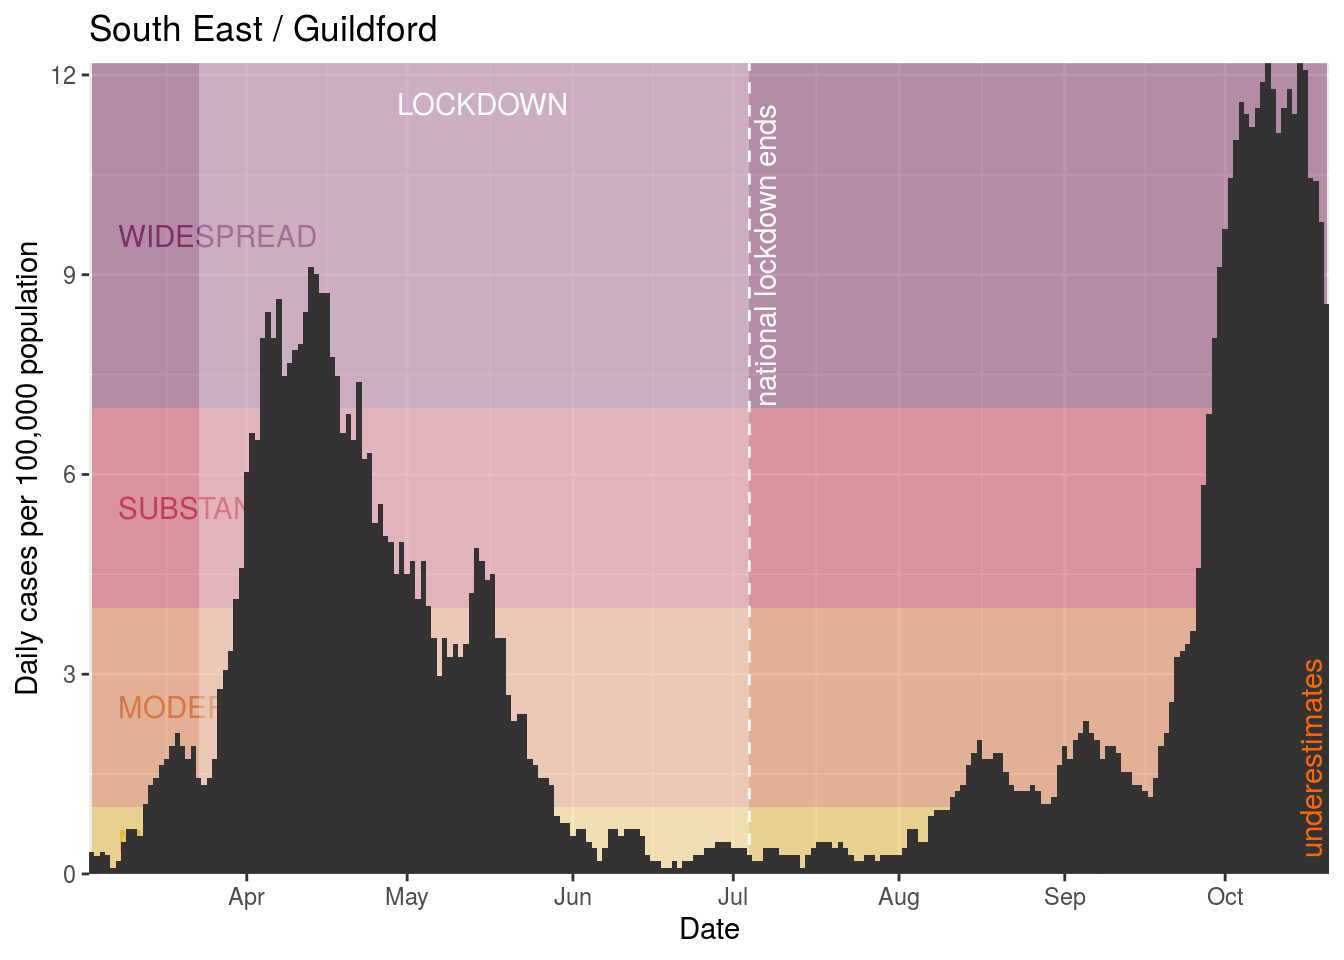 South East / Guildford
Daily cases per 100,000 population
12
9
6
3
0
LOCKDOWN
WIDESPREAD
SUBSTAN
MODER
national lockdown ends
underestimates
Apr
May
Jun
Jul
Aug
Sep
Oct
Date